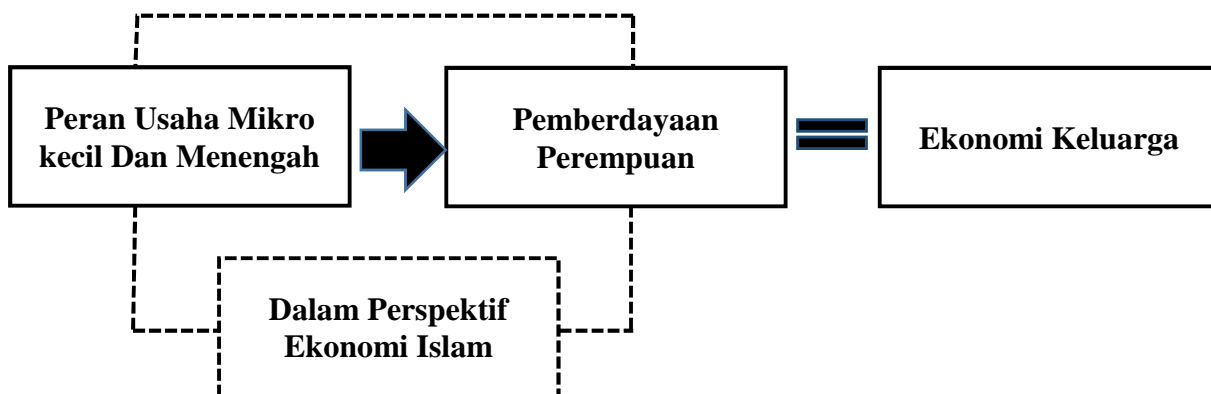 Peran Usaha Mikro
kecil Dan Menengah
Pemberdayaan
Perempuan
Ekonomi Keluarga
Dalam Perspektif
Ekonomi Islam